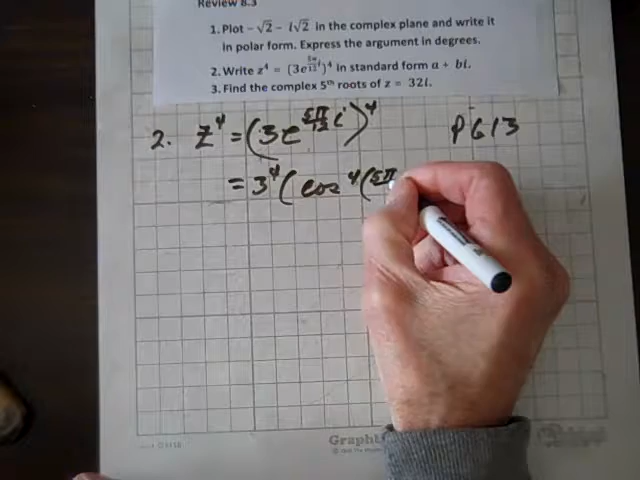 Review 8.3
1. Plot -√2 - i√2 in the complex plane and write it
in polar form. Express the argument in degrees.
2. Write z⁴ = (3e^(5π/12 i))⁴ in standard form a + bi.
3. Find the complex 5th roots of z = 32i.
2. z⁴ = (3e^(5π/12 i))⁴ PG 13
= 3⁴ ( cos 4(5π